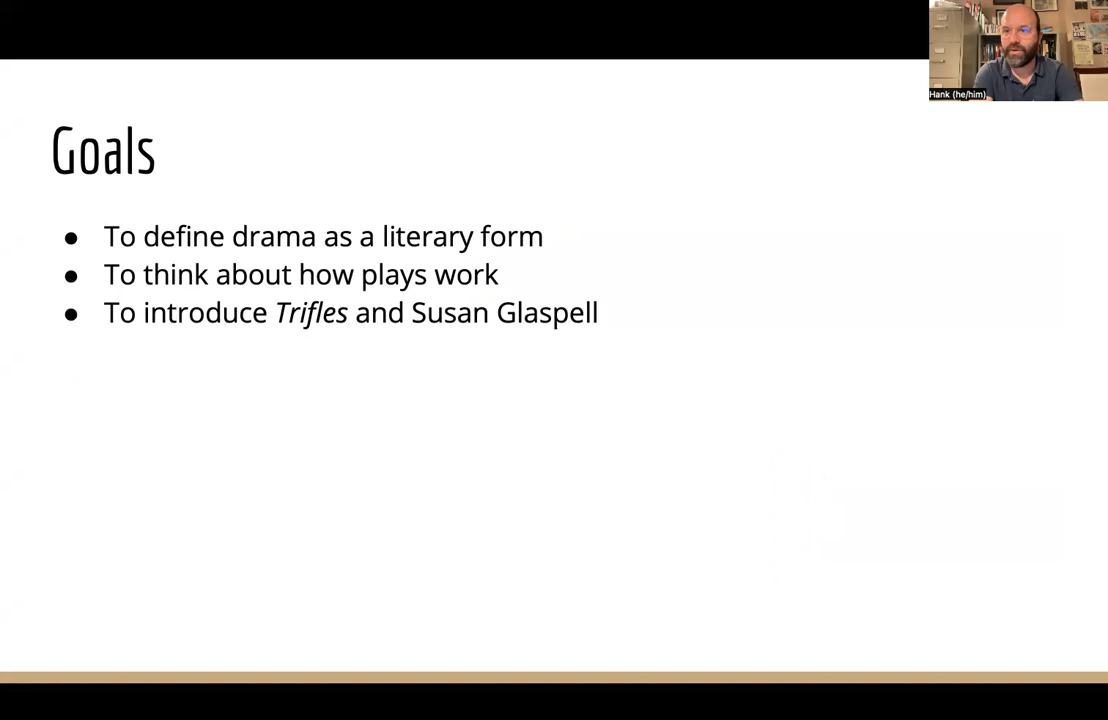 Hank (he/him)
Goals
● To define drama as a literary form
● To think about how plays work
● To introduce Trifles and Susan Glaspell